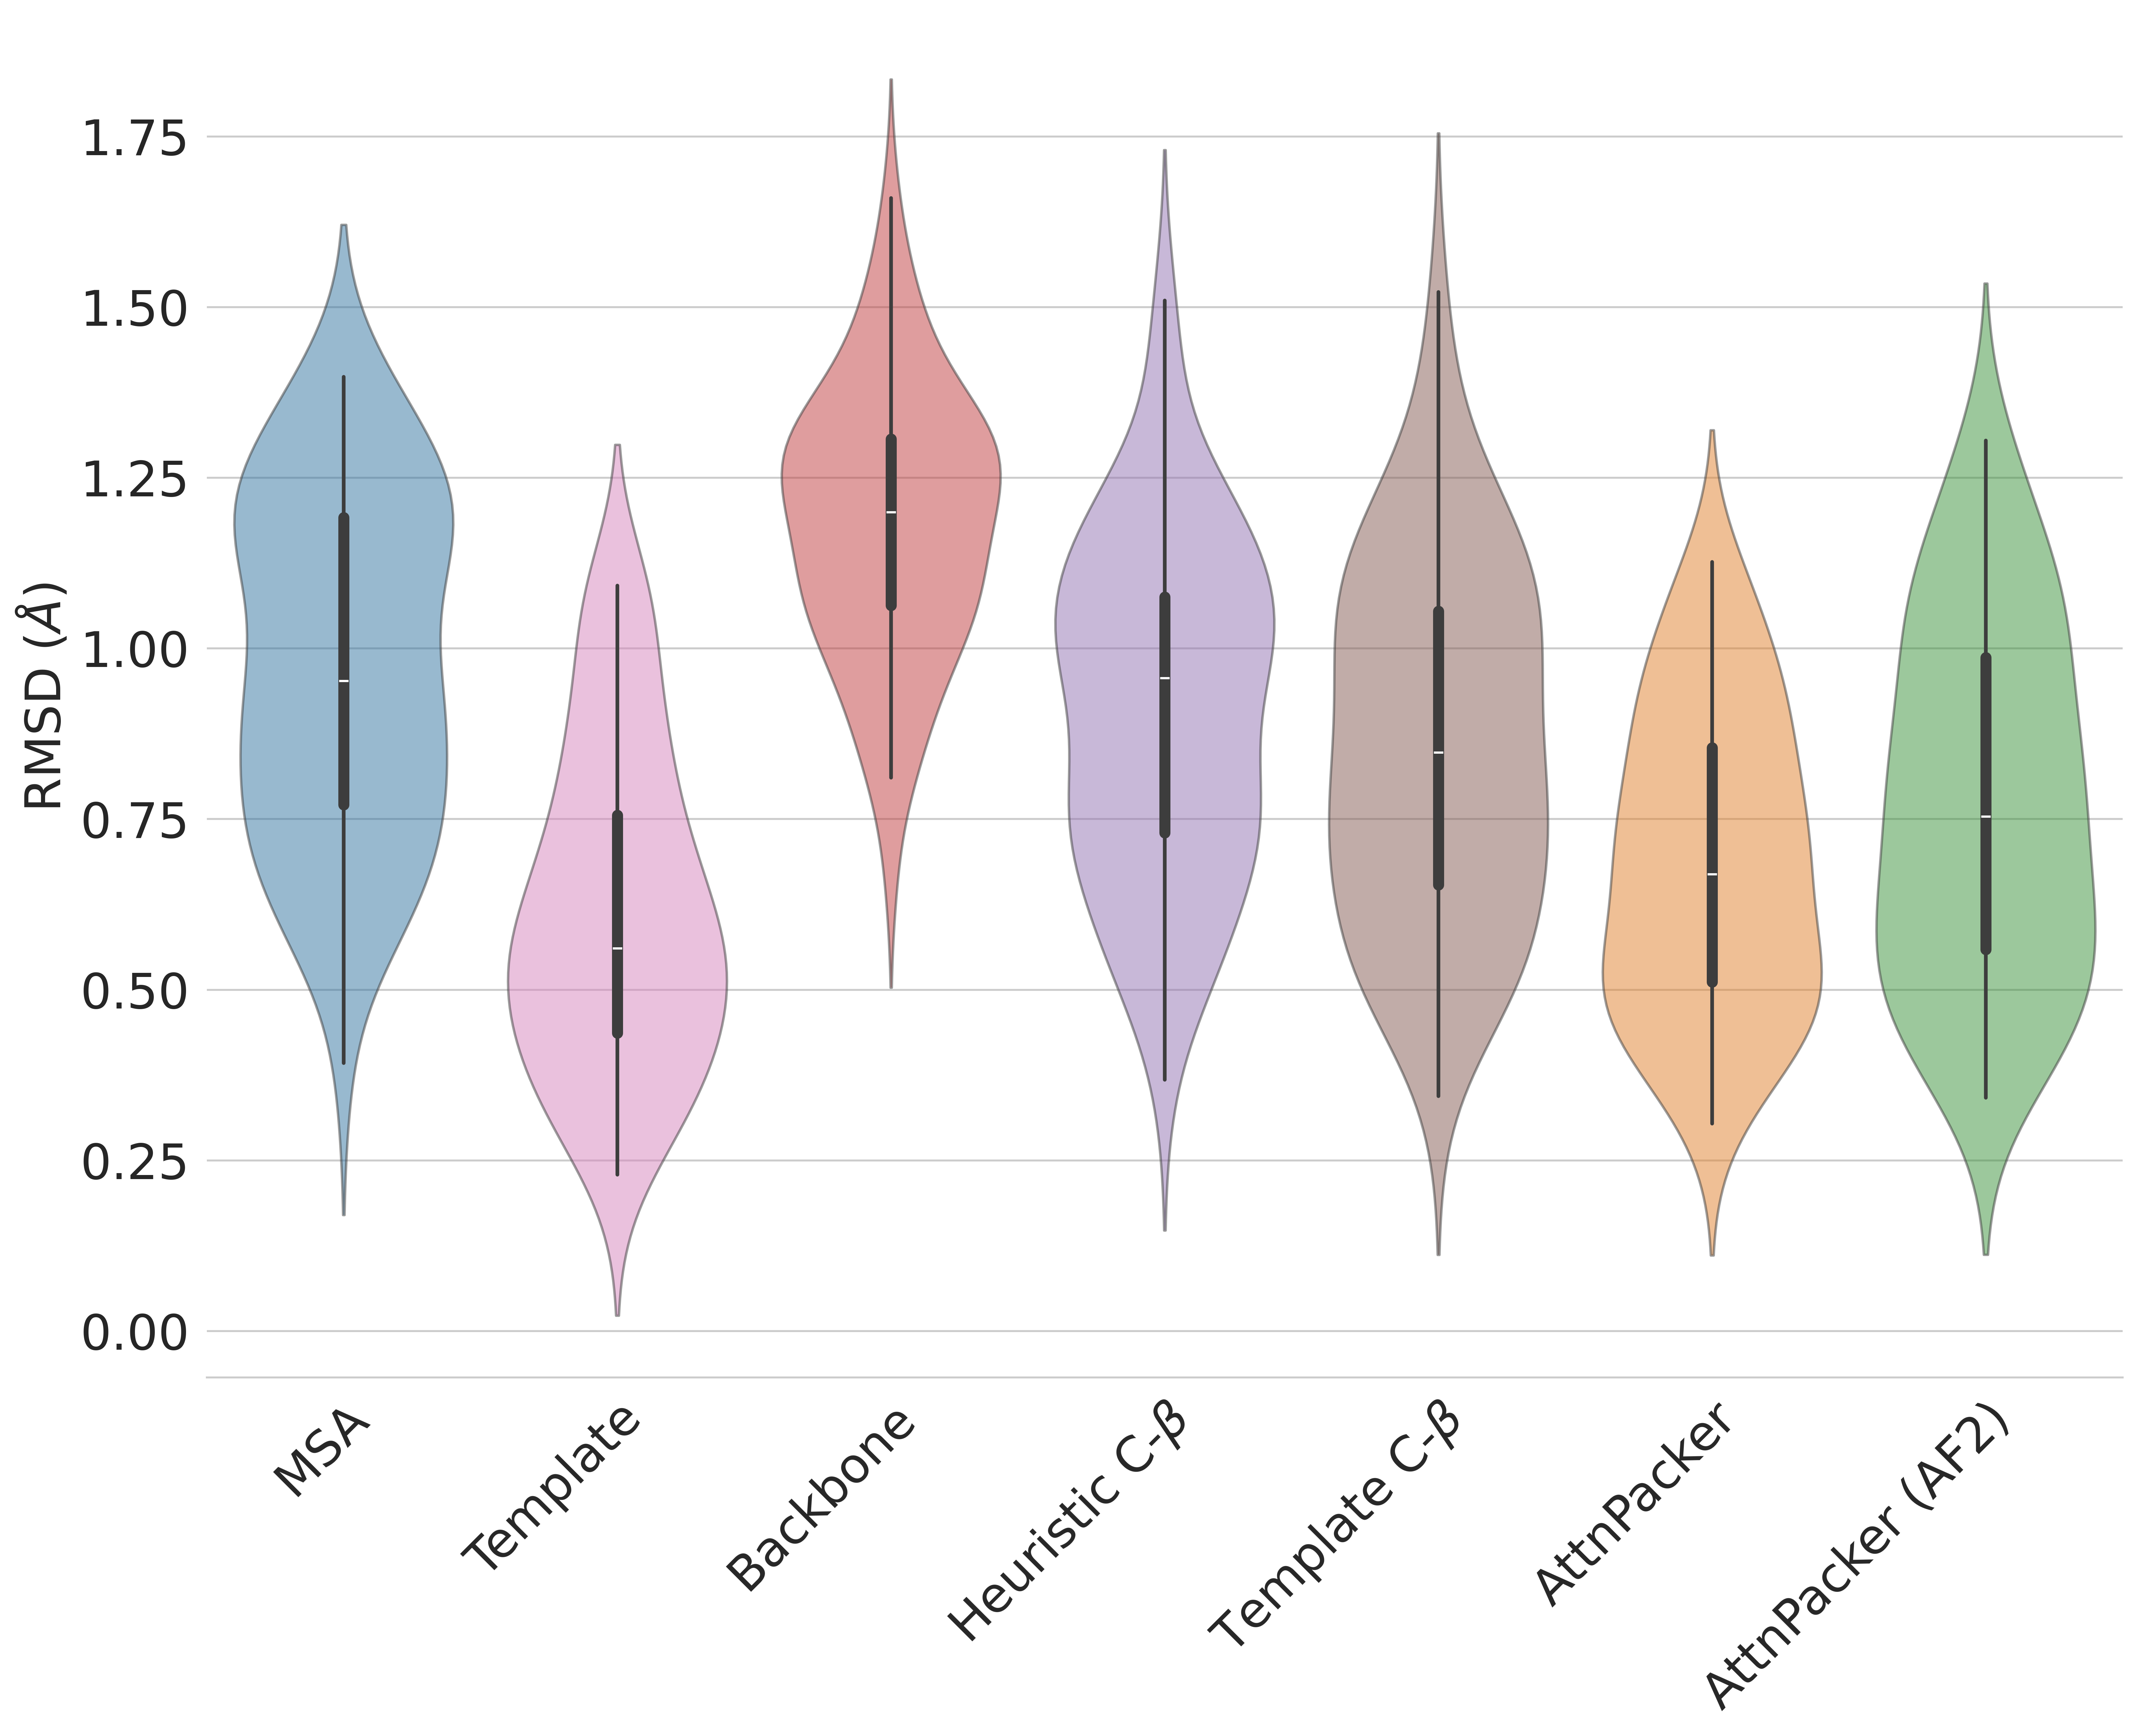 RMSD (Å)
1.75
1.50
1.25
1.00
0.75
0.50
0.25
0.00
MSA
Template
Backbone
Heuristic C-β
Template C-β
AttnPacker
AttnPacker (AF2)